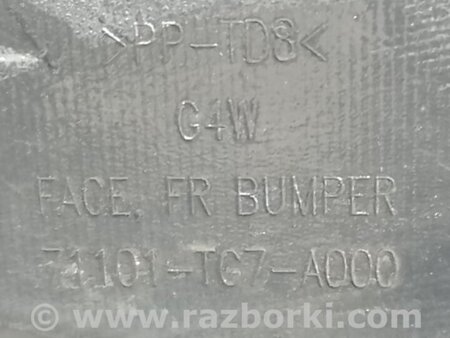 >PP-TD8<
G4W
FACE, FR BUMPER
71101-TG7-A000
© www.razborki.com